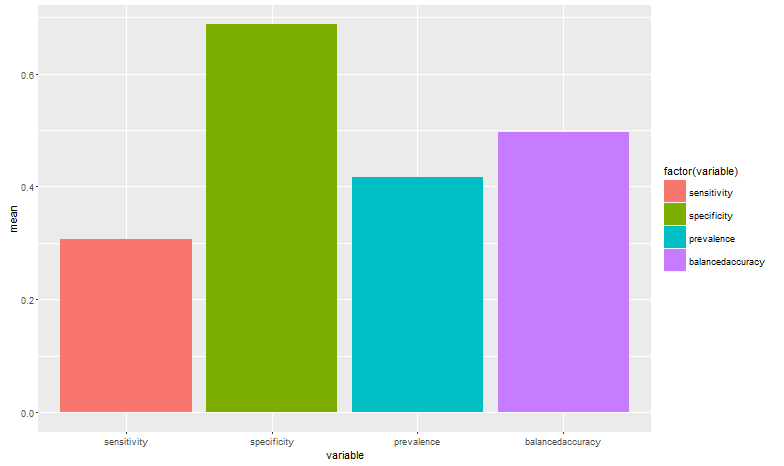 mean
0.6
0.4
0.2
0.0
sensitivity
specificity
prevalence
balancedaccuracy
variable
factor(variable)
sensitivity
specificity
prevalence
balancedaccuracy